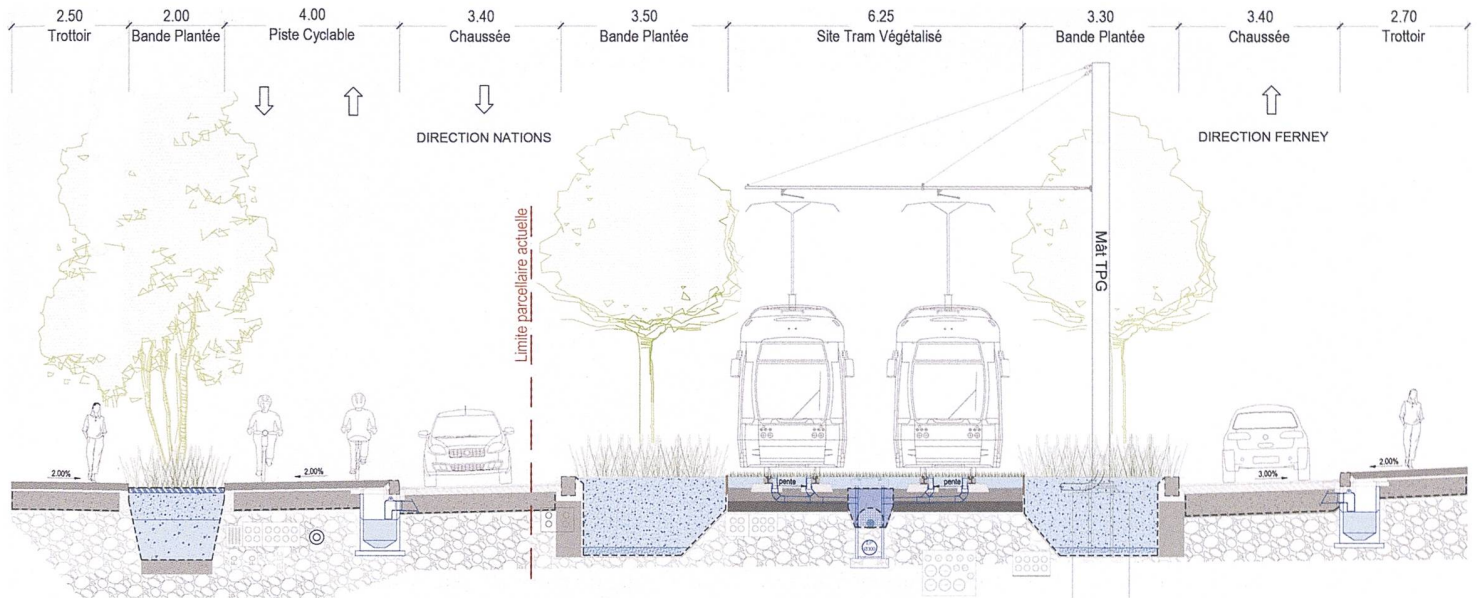 2.50
Trottoir
2.00
Bande Plantée
4.00
Piste Cyclable
3.40
Chaussée
3.50
Bande Plantée
6.25
Site Tram Végétalisé
3.30
Bande Plantée
3.40
Chaussée
2.70
Trottoir
DIRECTION NATIONS
DIRECTION FERNEY
Limite parcellaire actuelle
Mât TPG
2.00%
2.00%
pente
pente
3.00%
2.00%